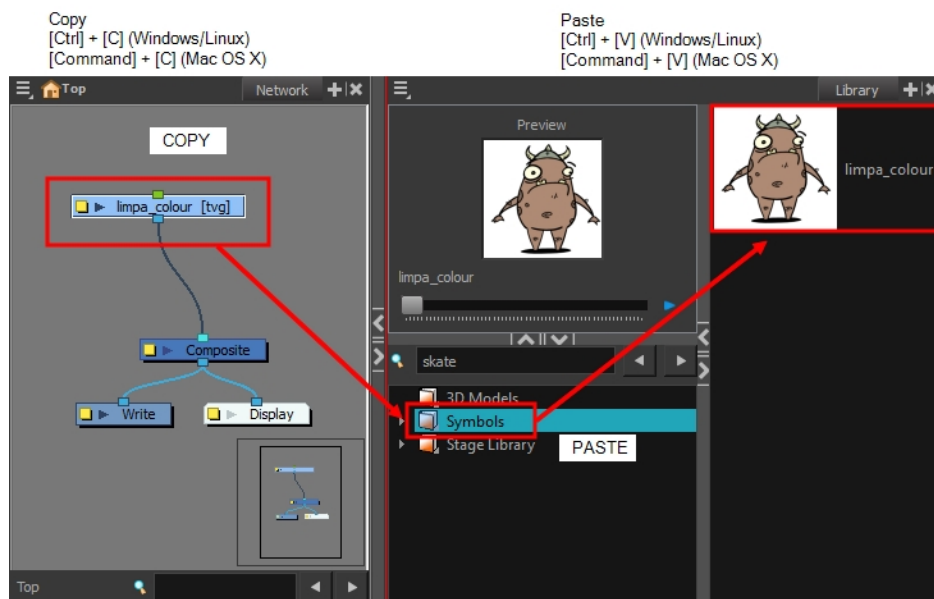 Copy
[Ctrl] + [C] (Windows/Linux)
[Command] + [C] (Mac OS X)
Paste
[Ctrl] + [V] (Windows/Linux)
[Command] + [V] (Mac OS X)
Top
Network
Library
COPY
Preview
limpa_colour [tvg]
limpa_colour
limpa_colour
Composite
skate
Write
Display
3D Models
Symbols
Stage Library
PASTE
Top